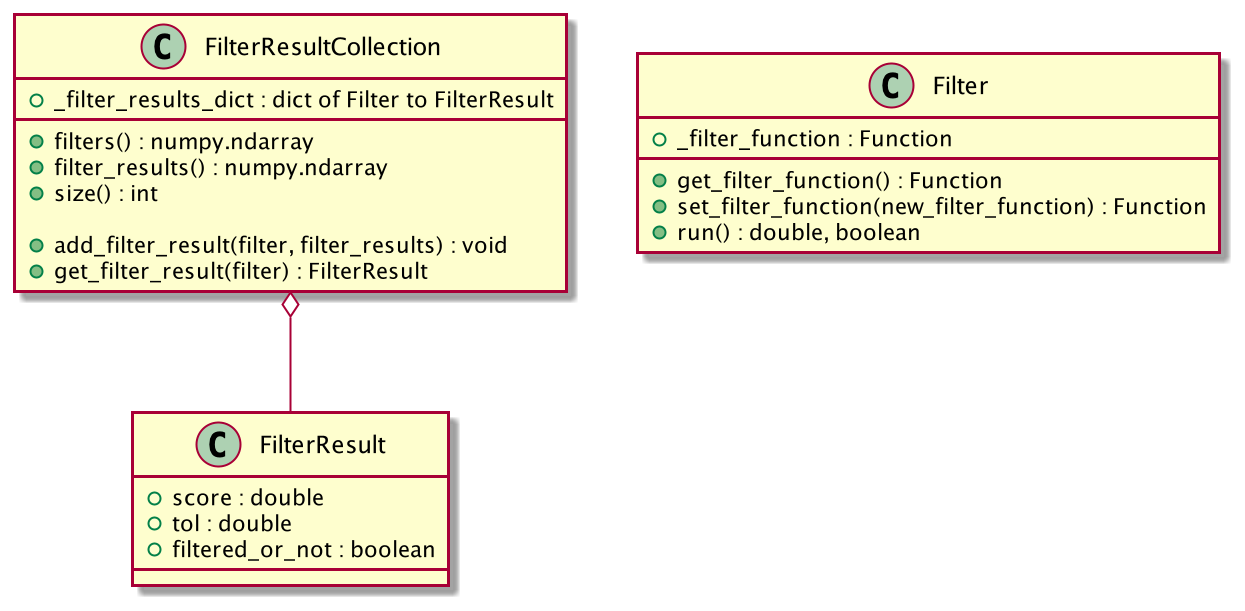 C FilterResultCollection
_filter_results_dict : dict of Filter to FilterResult
filters() : numpy.ndarray
filter_results() : numpy.ndarray
size() : int
add_filter_result(filter, filter_results) : void
get_filter_result(filter) : FilterResult
C Filter
_filter_function : Function
get_filter_function() : Function
set_filter_function(new_filter_function) : Function
run() : double, boolean
C FilterResult
score : double
tol : double
filtered_or_not : boolean